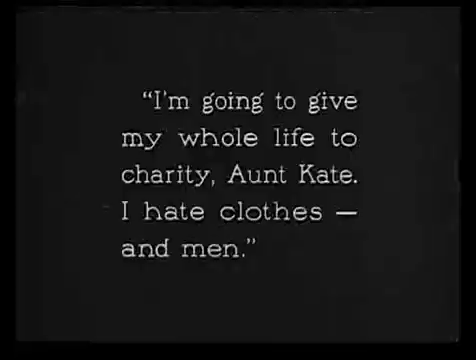 “I'm going to give
my whole life to
charity, Aunt Kate.
I hate clothes —
and men.”